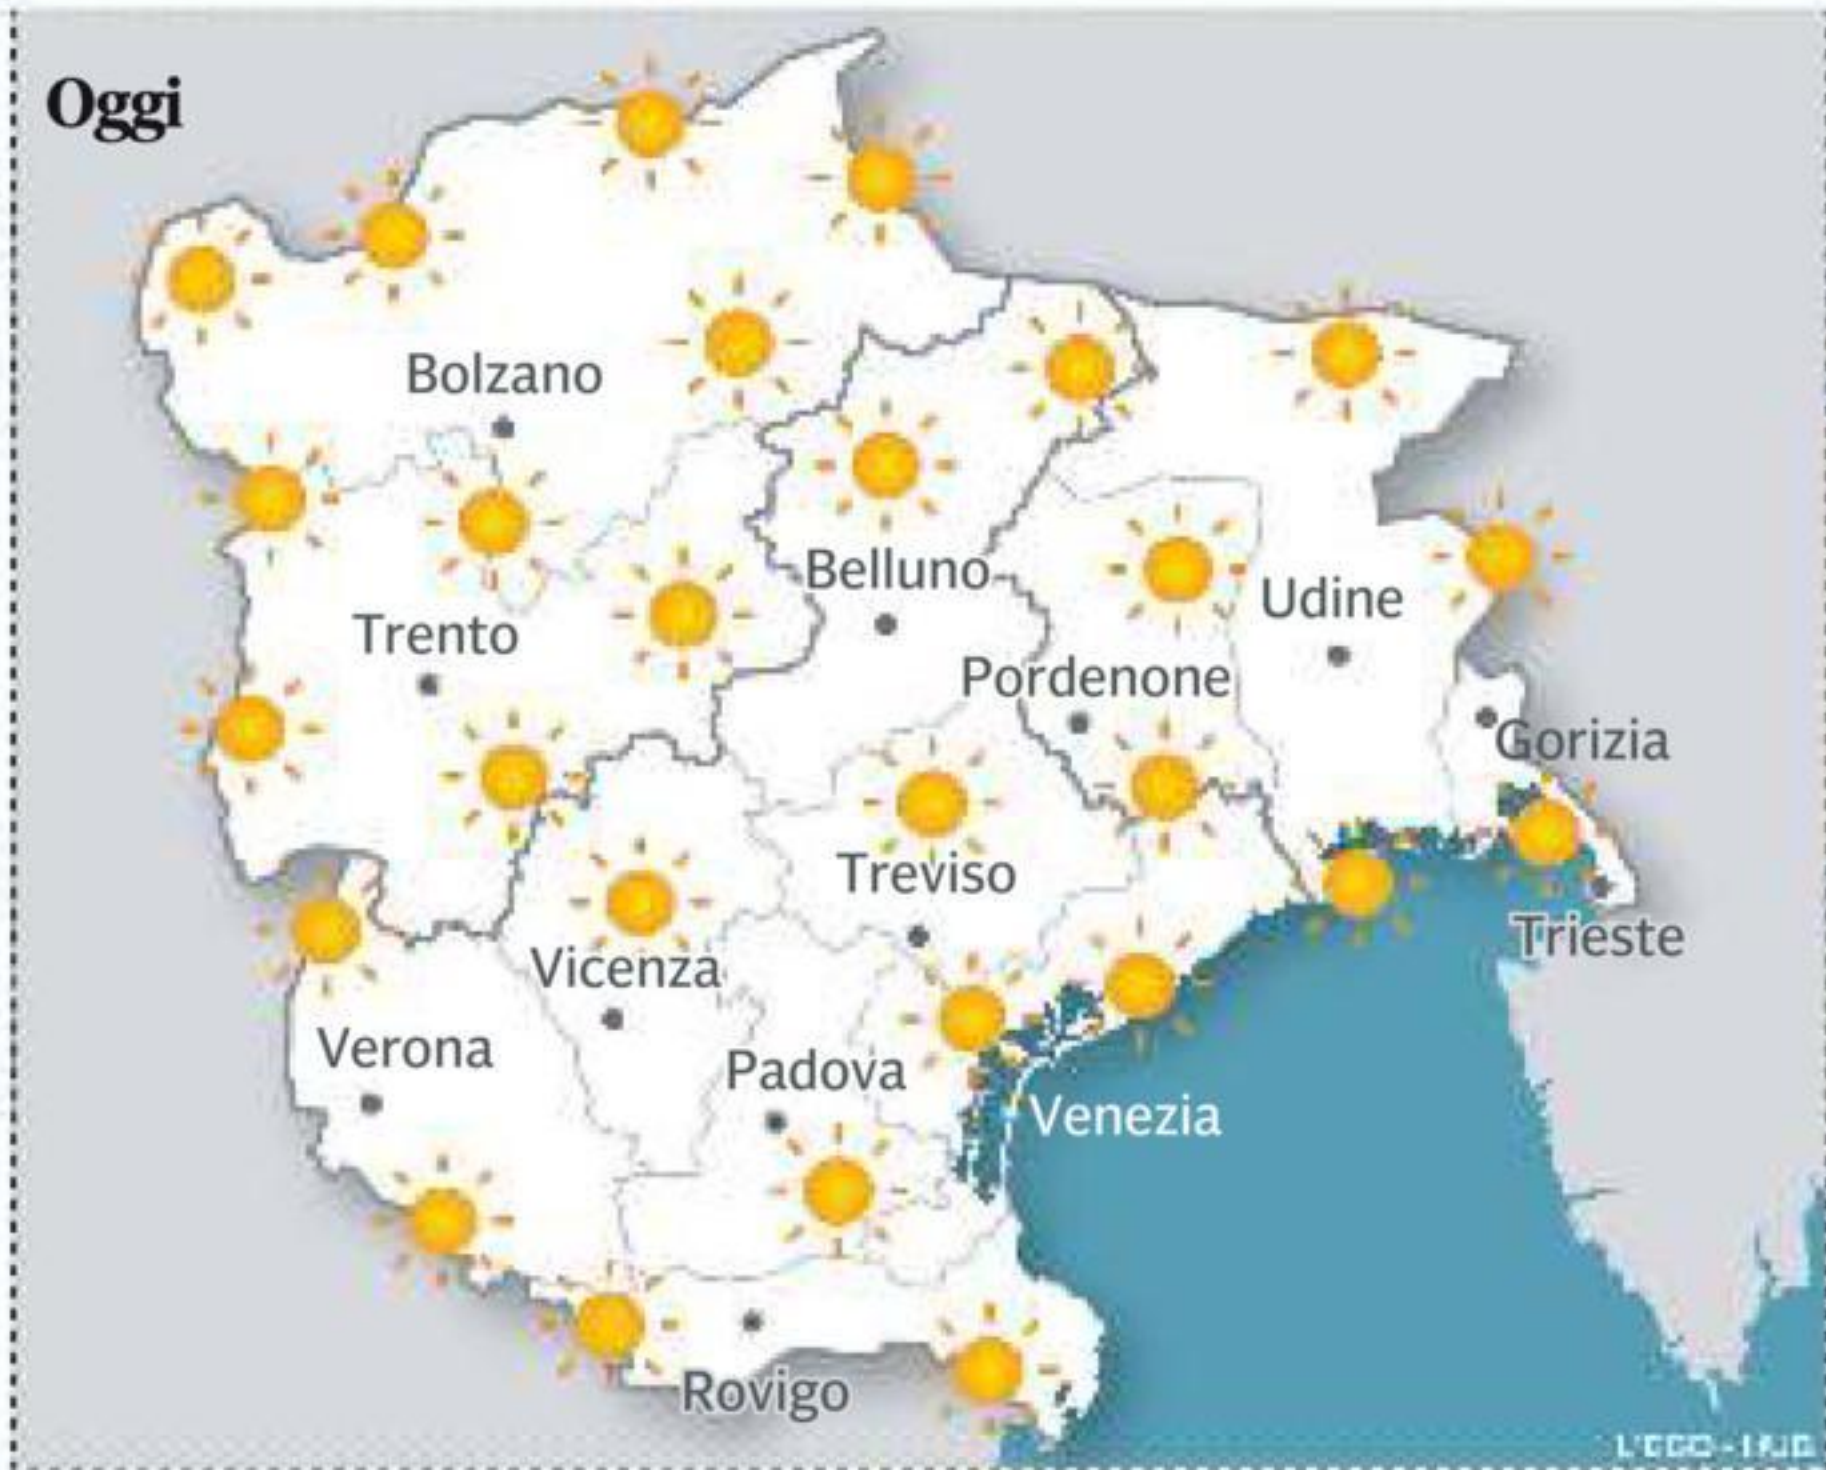 Oggi
Bolzano
Belluno
Udine
Trento
Pordenone
Gorizia
Treviso
Trieste
Vicenza
Verona
Padova
Venezia
Rovigo